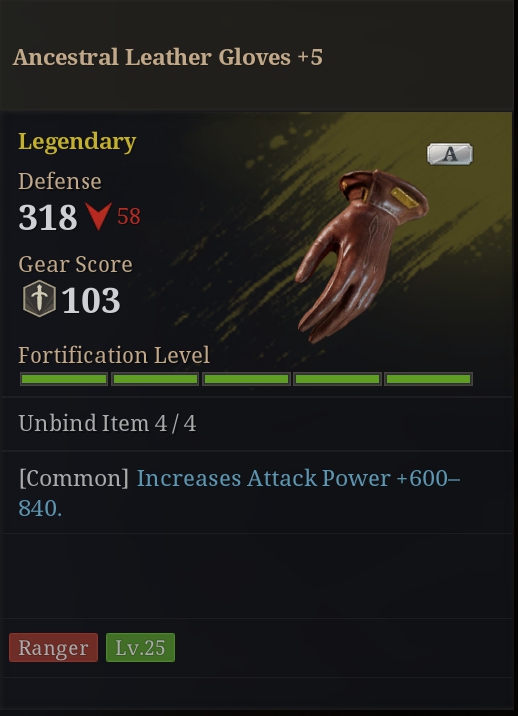 Ancestral Leather Gloves +5
Legendary
A
Defense
318 58
Gear Score
103
Fortification Level
Unbind Item 4 / 4
[Common] Increases Attack Power +600–
840.
Ranger Lv.25